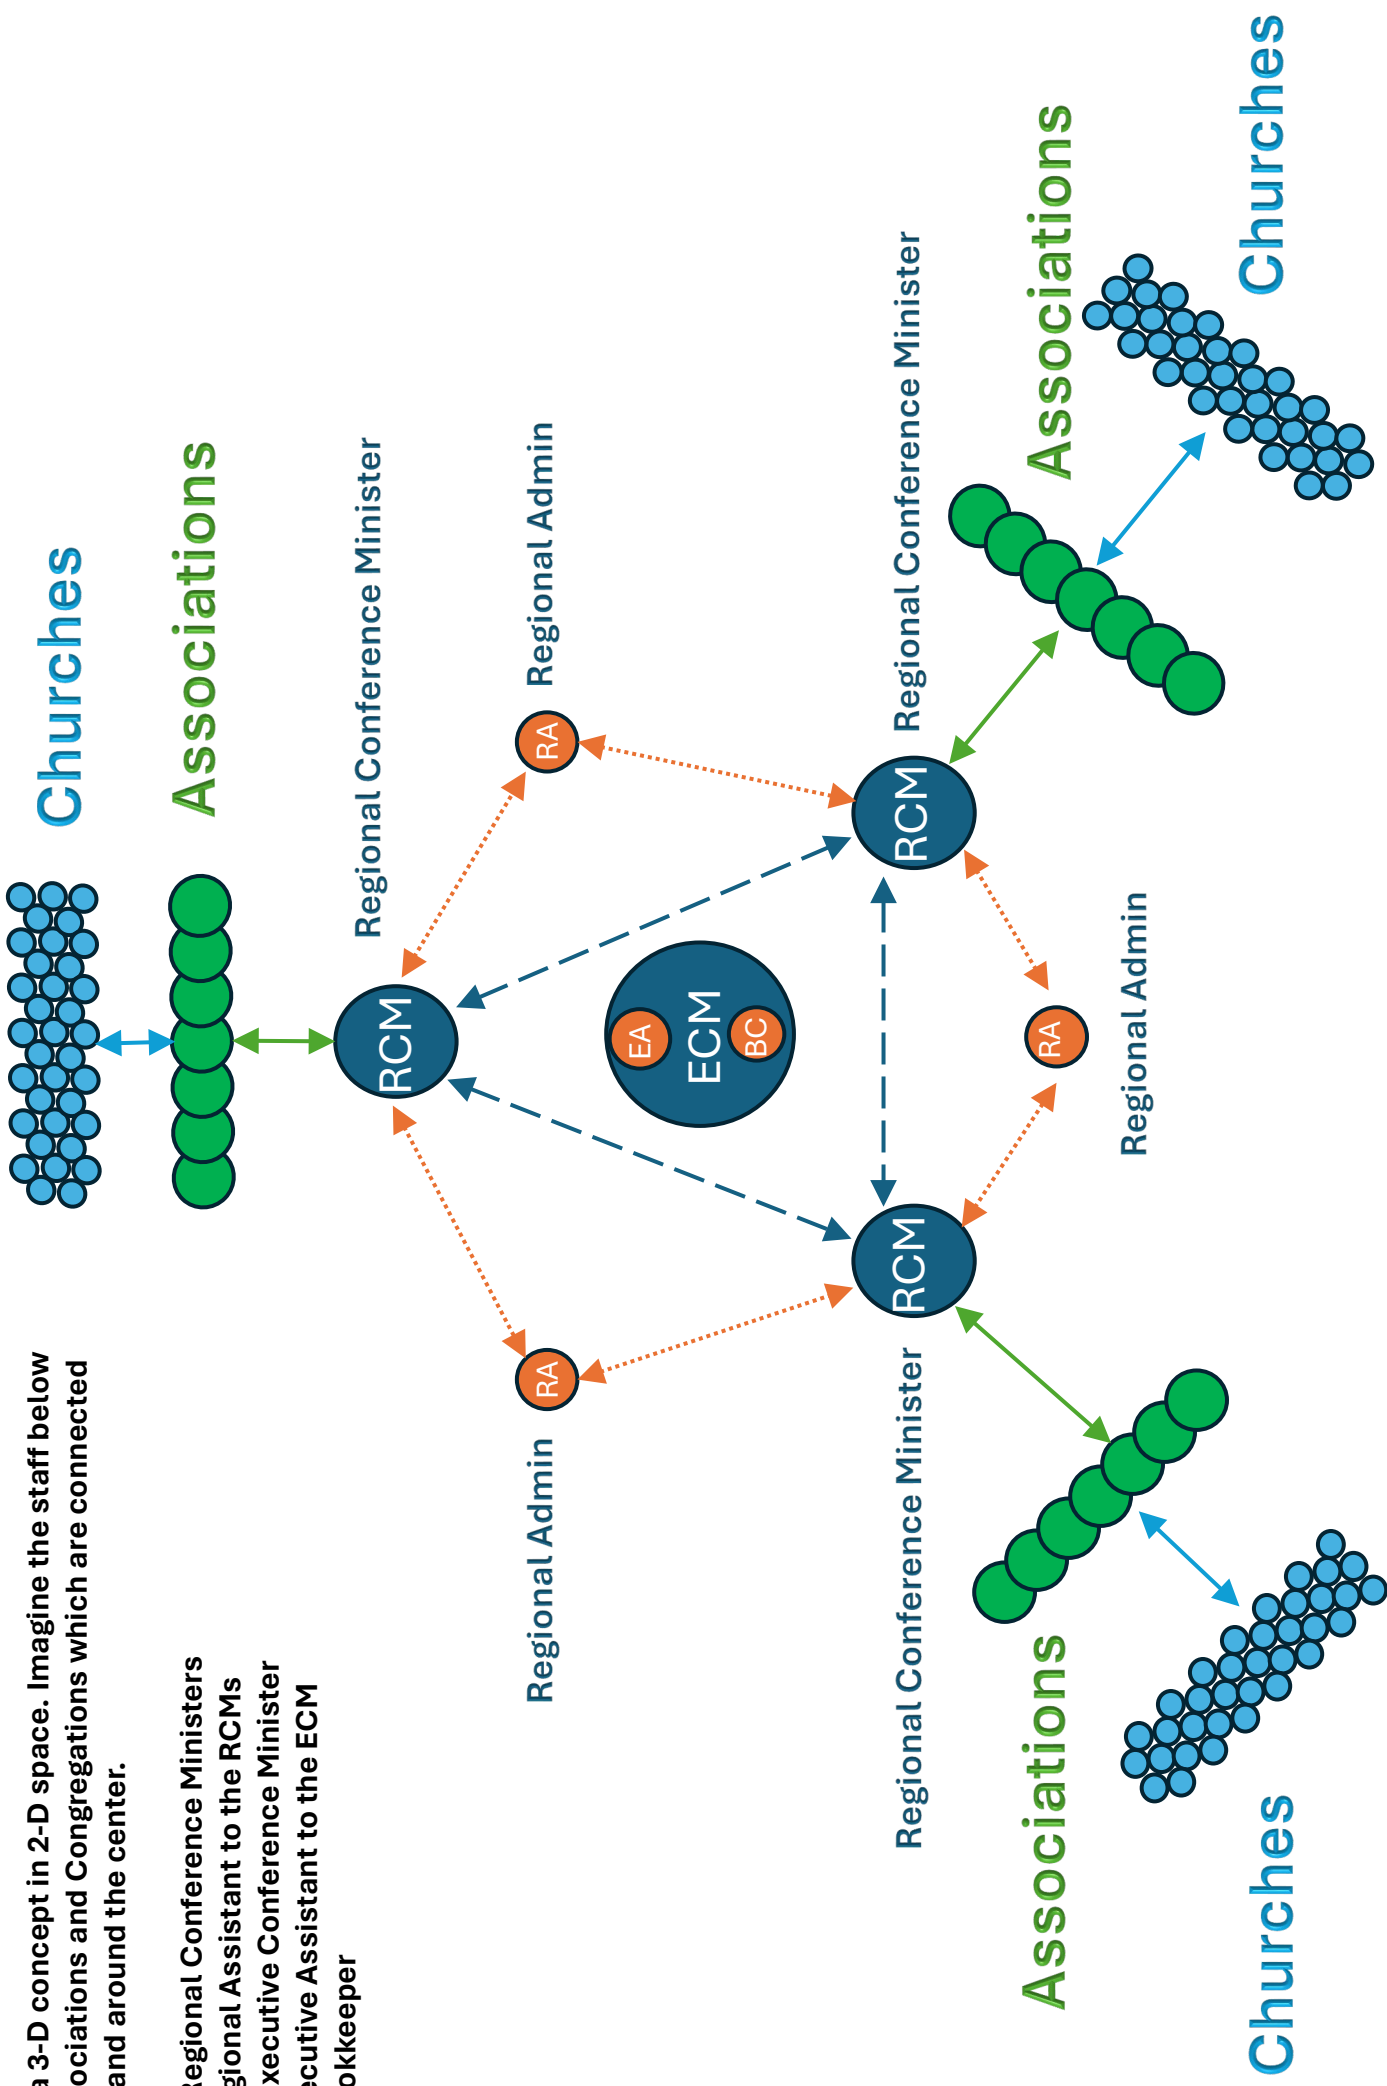 a 3-D concept in 2-D space. Imagine the staff below
ociations and Congregations which are connected
and around the center.
Regional Conference Ministers
gional Assistant to the RCMs
xecutive Conference Minister
ecutive Assistant to the ECM
okkeeper
Churches
Associations
Regional Conference Minister
RCM
Regional Admin
RA
RA
Regional Admin
EA
ECM
BC
Regional Conference Minister
RCM
RCM
Regional Conference Minister
Associations
RA
Associations
Regional Admin
Churches
Churches